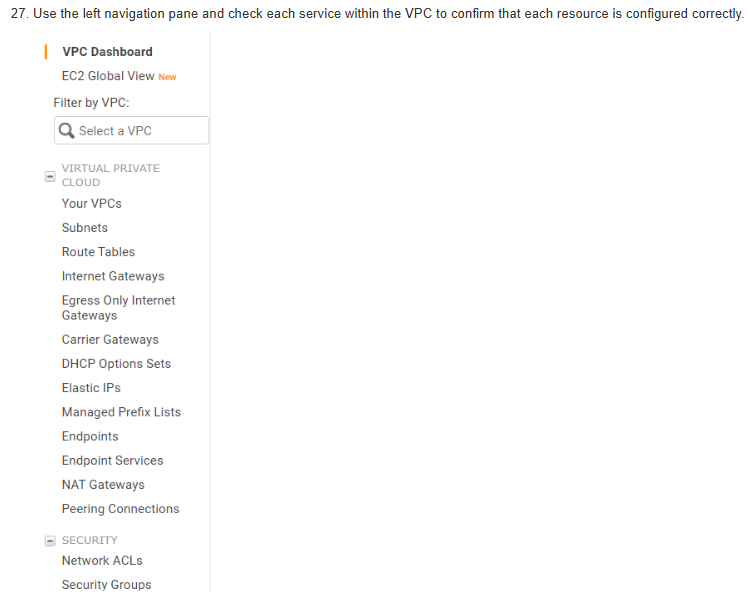 27. Use the left navigation pane and check each service within the VPC to confirm that each resource is configured correctly.
VPC Dashboard
EC2 Global View New
Filter by VPC:
Select a VPC
VIRTUAL PRIVATE
CLOUD
Your VPCs
Subnets
Route Tables
Internet Gateways
Egress Only Internet
Gateways
Carrier Gateways
DHCP Options Sets
Elastic IPs
Managed Prefix Lists
Endpoints
Endpoint Services
NAT Gateways
Peering Connections
SECURITY
Network ACLs
Security Groups